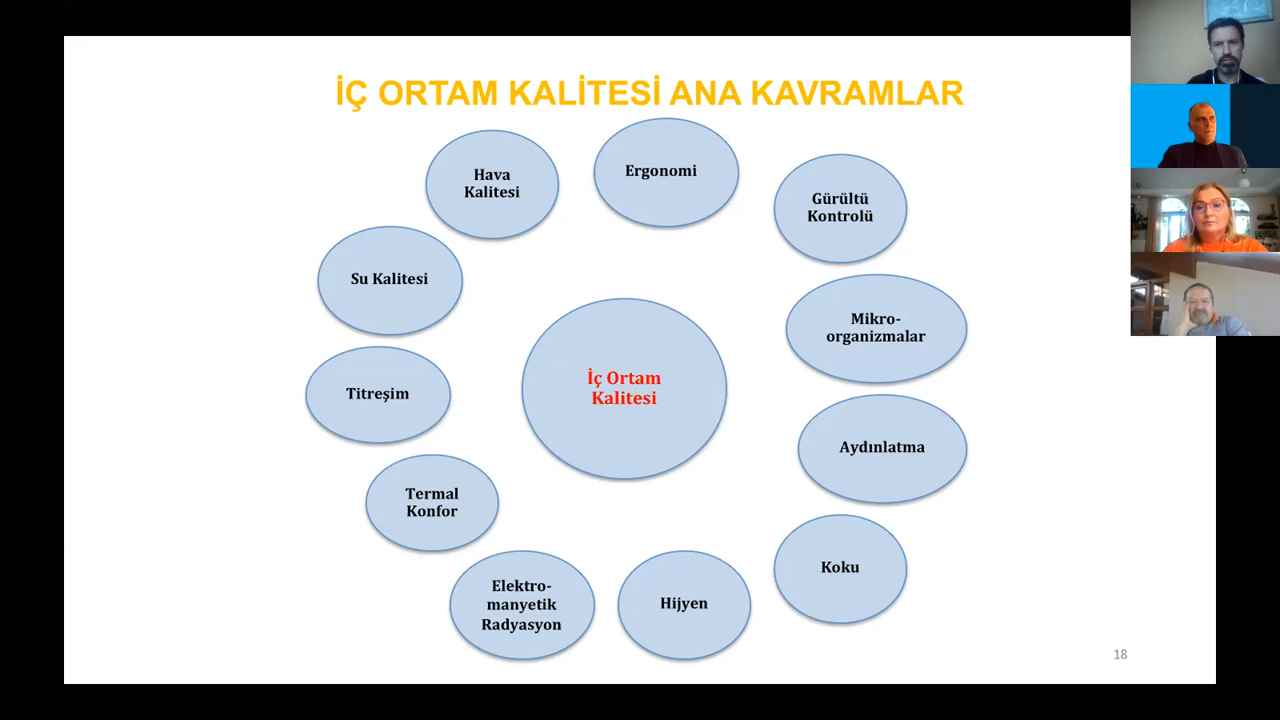 İÇ ORTAM KALİTESİ ANA KAVRAMLAR
Hava
Kalitesi
Ergonomi
Gürültü
Kontrolü
Su Kalitesi
Mikro-
organizmalar
İç Ortam
Kalitesi
Titreşim
Aydınlatma
Termal
Konfor
Koku
Elektro-
manyetik
Radyasyon
Hijyen
18